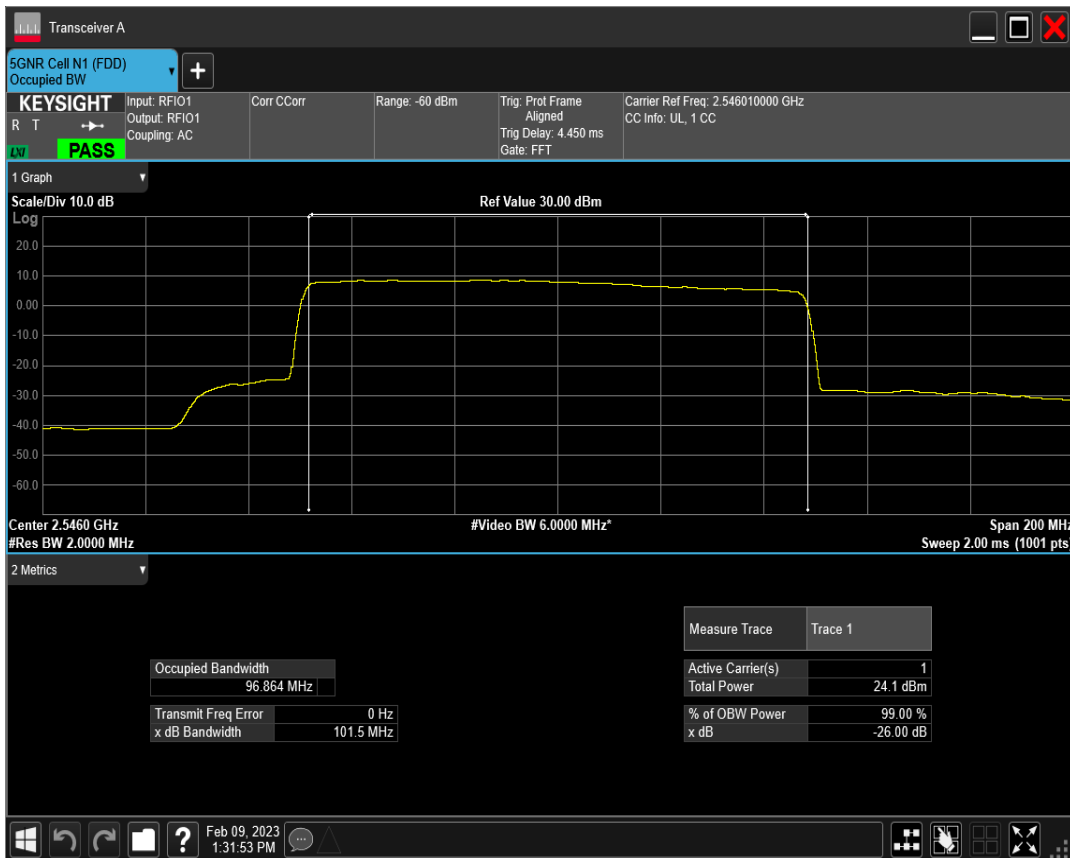 Transceiver A
5GNR Cell N1 (FDD)
Occupied BW
KEYSIGHT
R T
LXI
PASS
Input: RFIO1
Output: RFIO1
Coupling: AC
Corr CCorr
Range: -60 dBm
Trig: Prot Frame
Aligned
Trig Delay: 4.450 ms
Gate: FFT
Carrier Ref Freq: 2.546010000 GHz
CC Info: UL, 1 CC
1 Graph
Scale/Div 10.0 dB
Ref Value 30.00 dBm
Log
20.0
10.0
0.00
-10.0
-20.0
-30.0
-40.0
-50.0
-60.0
Center 2.5460 GHz
#Video BW 6.0000 MHz*
Span 200 MHz
#Res BW 2.0000 MHz
Sweep 2.00 ms (1001 pts)
2 Metrics
Measure Trace Trace 1
Occupied Bandwidth
96.864 MHz
Active Carrier(s) 1
Total Power 24.1 dBm
Transmit Freq Error 0 Hz
x dB Bandwidth 101.5 MHz
% of OBW Power 99.00 %
x dB -26.00 dB
?
Feb 09, 2023
1:31:53 PM